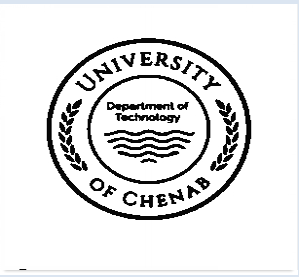 UNIVERSITY
Department of
Technology
OF CHENAB